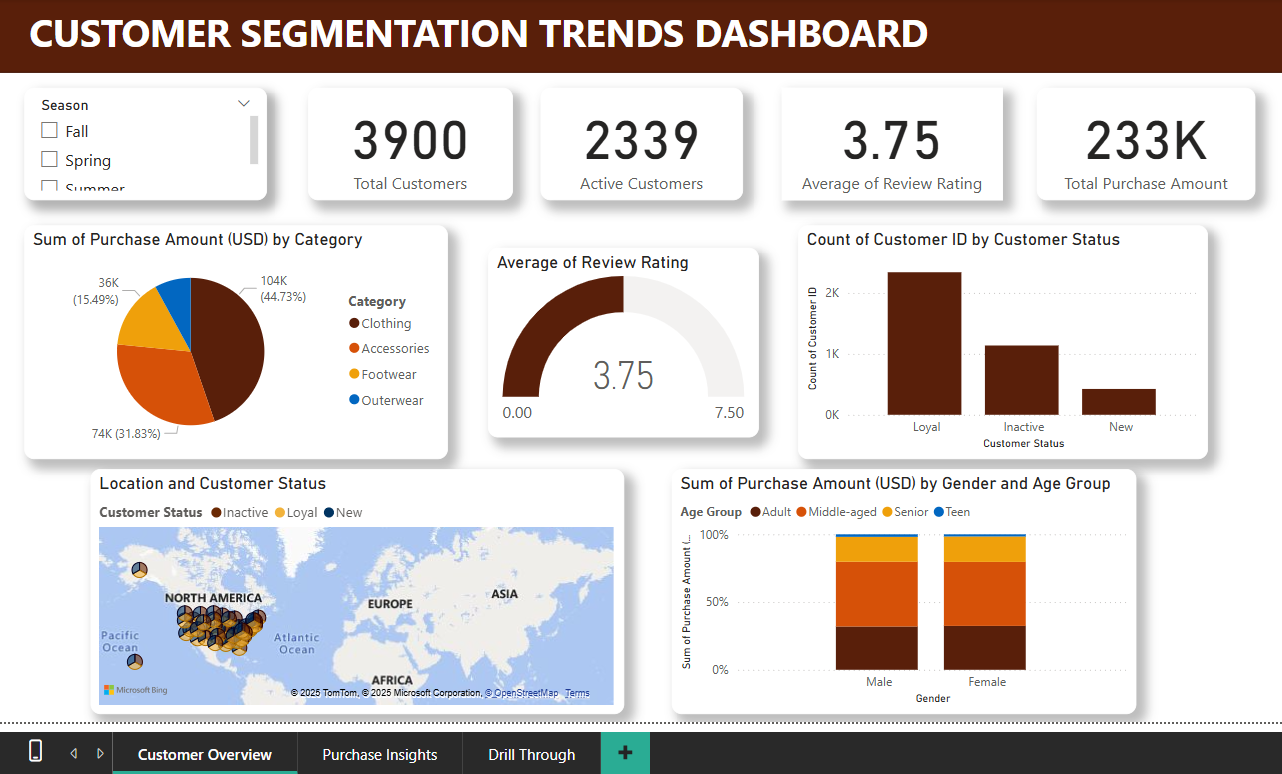 CUSTOMER SEGMENTATION TRENDS DASHBOARD
Season
Fall
Spring
Summer
3900
Total Customers
2339
Active Customers
3.75
Average of Review Rating
233K
Total Purchase Amount
Sum of Purchase Amount (USD) by Category
36K
(15.49%)
104K
(44.73%)
74K (31.83%)
Category
Clothing
Accessories
Footwear
Outerwear
Average of Review Rating
3.75
0.00
7.50
Count of Customer ID by Customer Status
Count of Customer ID
2K
1K
0K
Loyal
Inactive
New
Customer Status
Location and Customer Status
Customer Status Inactive Loyal New
NORTH AMERICA
EUROPE
ASIA
Pacific
Ocean
Atlantic
Ocean
AFRICA
Microsoft Bing
© 2025 TomTom, © 2025 Microsoft Corporation, © OpenStreetMap Terms
Sum of Purchase Amount (USD) by Gender and Age Group
Age Group Adult Middle-aged Senior Teen
Sum of Purchase Amount (...
100%
50%
0%
Male
Female
Gender
Customer Overview
Purchase Insights
Drill Through
+